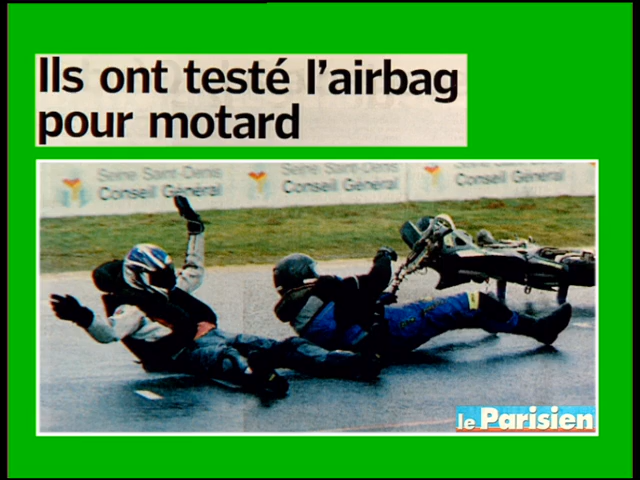 Ils ont testé l'airbag
pour motard
Seine Saint-Denis
Conseil Général
Seine Saint-Denis
Conseil Général
Seine Saint-Denis
Conseil Général
le Parisien